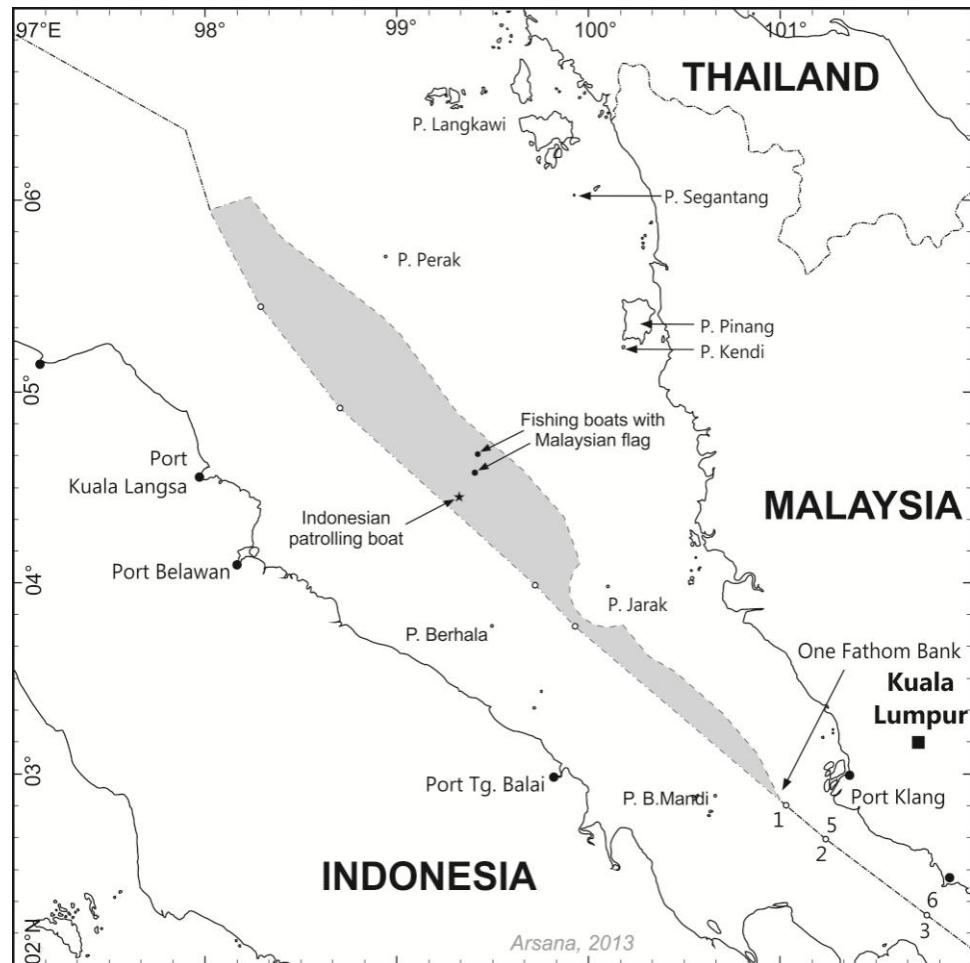 97°E 98° 99° 100° 101°
THAILAND
P. Langkawi
06°
P. Segantang
P. Perak
P. Pinang
P. Kendi
05°
Fishing boats with
Malaysian flag
Port
Kuala Langsa
MALAYSIA
Indonesian
patrolling boat
Port Belawan
04°
P. Jarak
P. Berhala
One Fathom Bank
Kuala
Lumpur
03°
Port Tg. Balai
P. B.Mandi
Port Klang
1
5
2
INDONESIA
6
3
02°N
Arsana, 2013